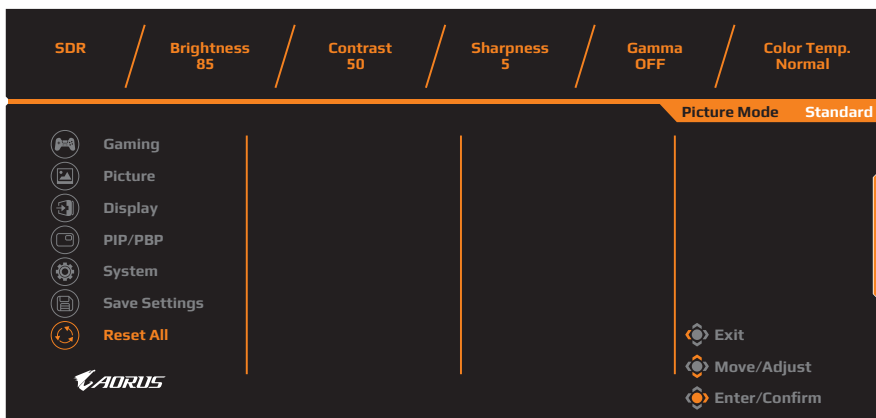 SDR
Brightness
85
Contrast
50
Sharpness
5
Gamma
OFF
Color Temp.
Normal
Picture Mode Standard
Gaming
Picture
Display
PIP/PBP
System
Save Settings
Reset All
AORUS
Exit
Move/Adjust
Enter/Confirm